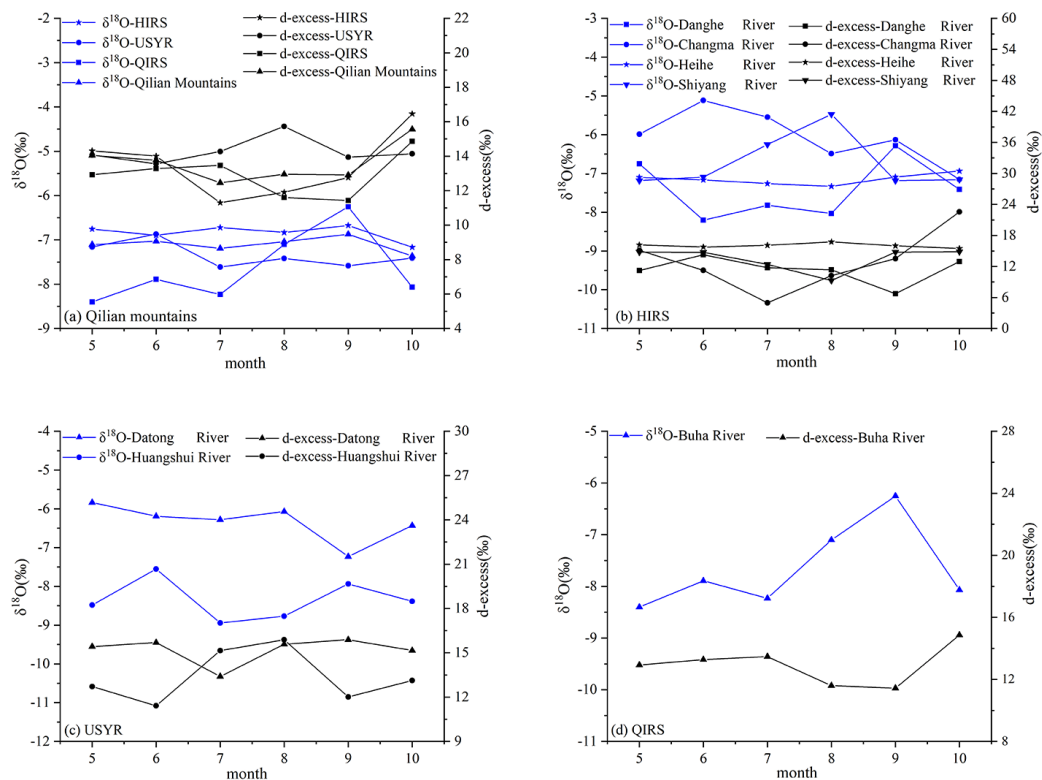 δ¹⁸O-HIRS
δ¹⁸O-USYR
δ¹⁸O-QIRS
δ¹⁸O-Qilian Mountains
d-excess-HIRS
d-excess-USYR
d-excess-QIRS
d-excess-Qilian Mountains
-2
-3
-4
-5
-6
-7
-8
-9
δ¹⁸O(‰)
22
20
18
16
14
12
10
8
6
4
d-excess(‰)
(a) Qilian mountains
5 6 7 8 9 10
month
δ¹⁸O-Danghe River
δ¹⁸O-Changma River
δ¹⁸O-Heihe River
δ¹⁸O-Shiyang River
d-excess-Danghe River
d-excess-Changma River
d-excess-Heihe River
d-excess-Shiyang River
-3
-4
-5
-6
-7
-8
-9
-10
-11
δ¹⁸O(‰)
60
54
48
42
36
30
24
18
12
6
0
d-excess(‰)
(b) HIRS
5 6 7 8 9 10
month
δ¹⁸O-Datong River
δ¹⁸O-Huangshui River
d-excess-Datong River
d-excess-Huangshui River
-4
-5
-6
-7
-8
-9
-10
-11
-12
δ¹⁸O(‰)
30
27
24
21
18
15
12
9
d-excess(‰)
(c) USYR
5 6 7 8 9 10
month
δ¹⁸O-Buha River
d-excess-Buha River
-5
-6
-7
-8
-9
-10
-11
δ¹⁸O(‰)
28
24
20
16
12
8
d-excess(‰)
(d) QIRS
5 6 7 8 9 10
month